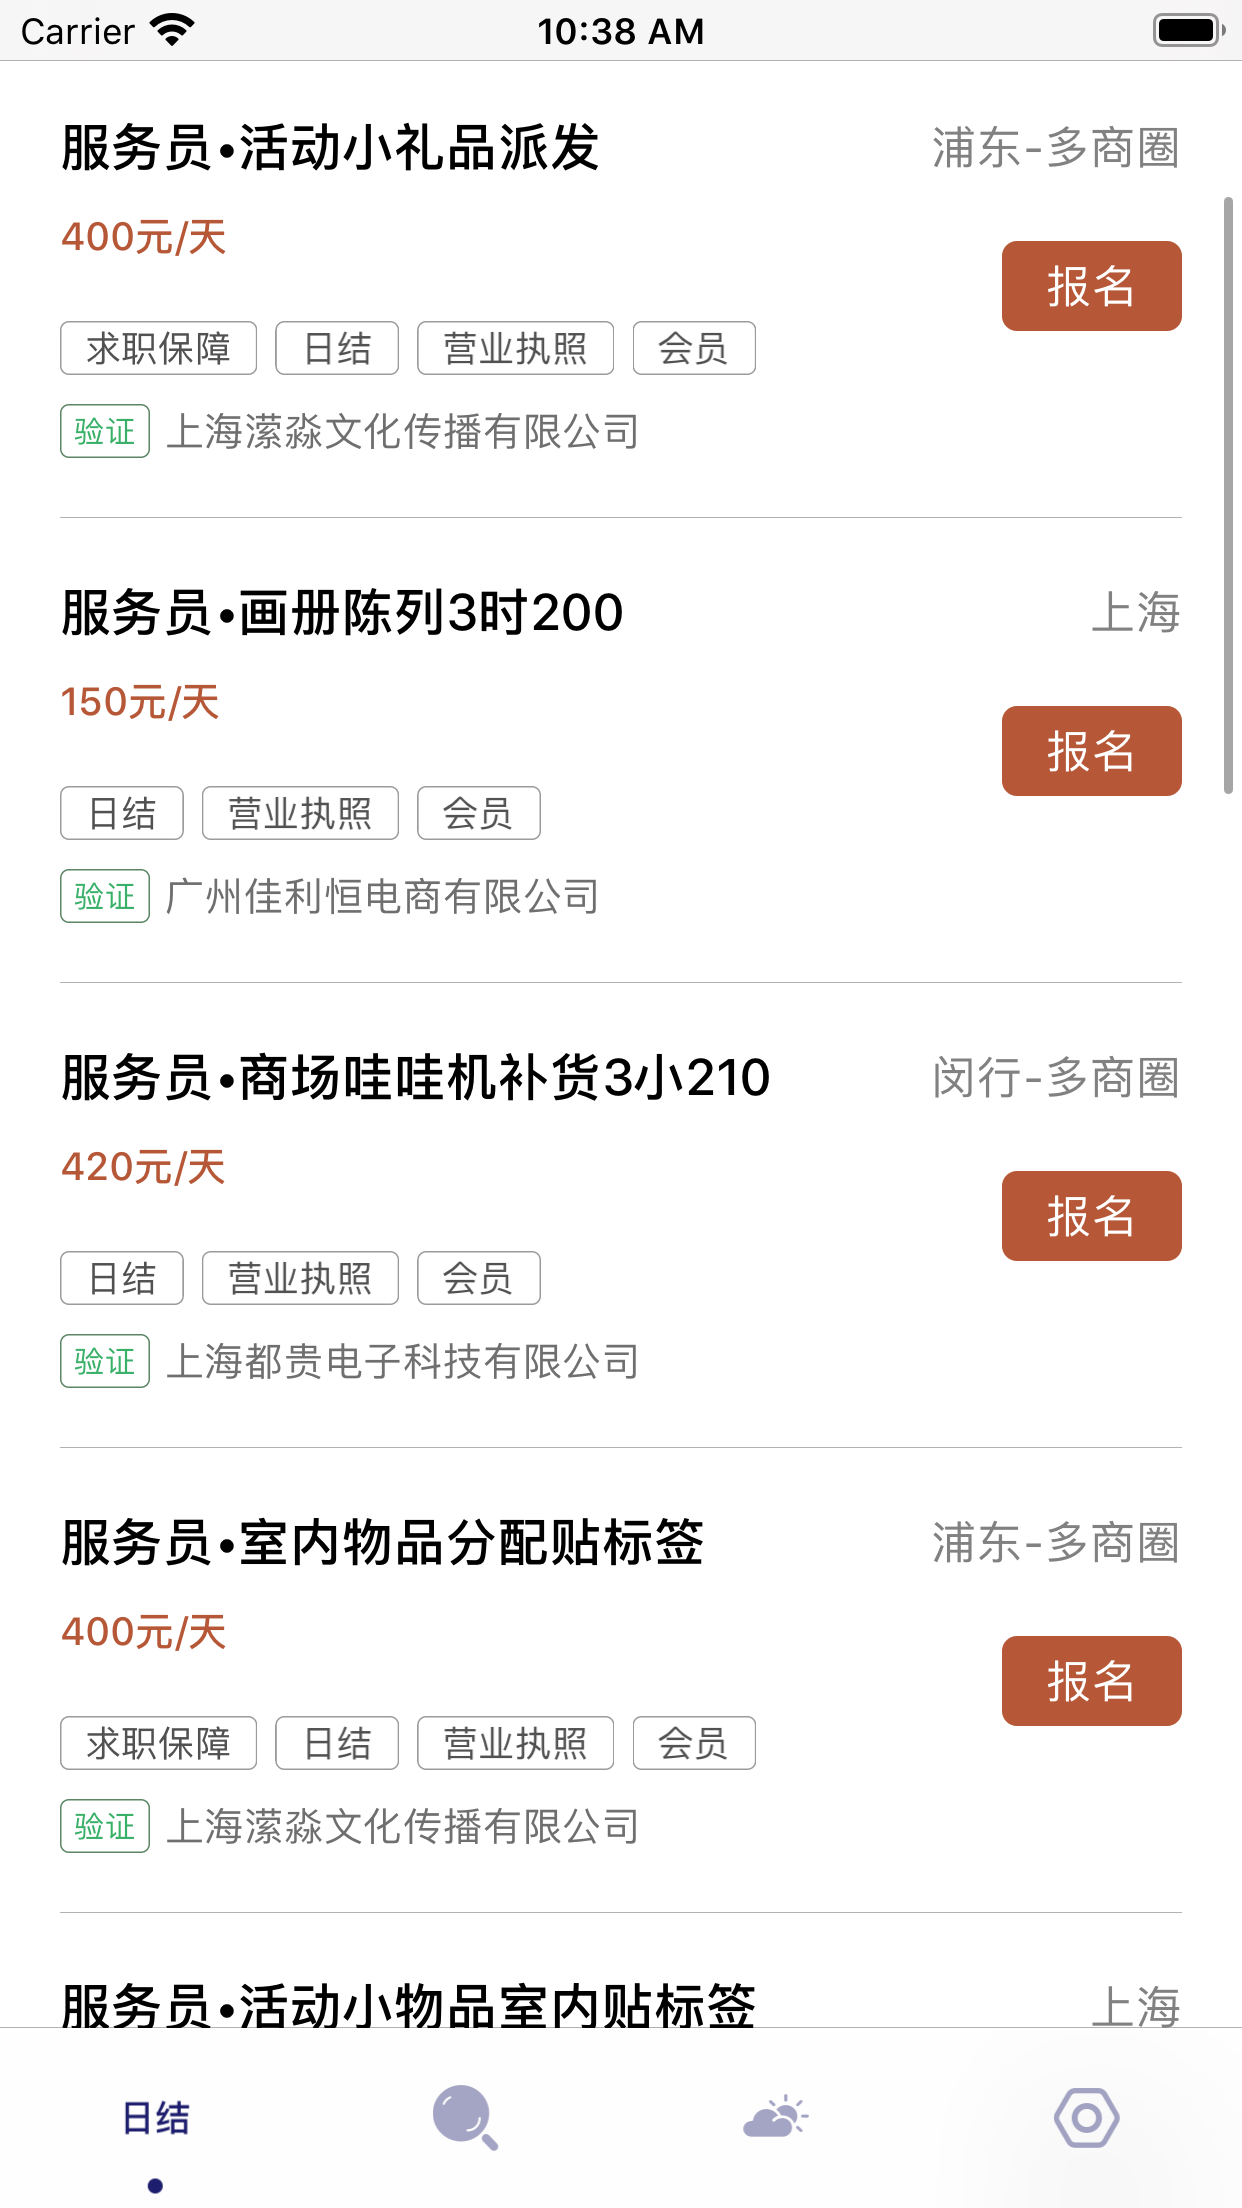 Carrier 10:38 AM
服务员•活动小礼品派发 浦东-多商圈
400元/天
报名
求职保障 日结 营业执照 会员
验证 上海潆淼文化传播有限公司
服务员•画册陈列3时200 上海
150元/天
报名
日结 营业执照 会员
验证 广州佳利恒电商有限公司
服务员•商场哇哇机补货3小210 闵行-多商圈
420元/天
报名
日结 营业执照 会员
验证 上海都贵电子科技有限公司
服务员•室内物品分配贴标签 浦东-多商圈
400元/天
报名
求职保障 日结 营业执照 会员
验证 上海潆淼文化传播有限公司
服务员•活动小物品室内贴标签 上海
日结